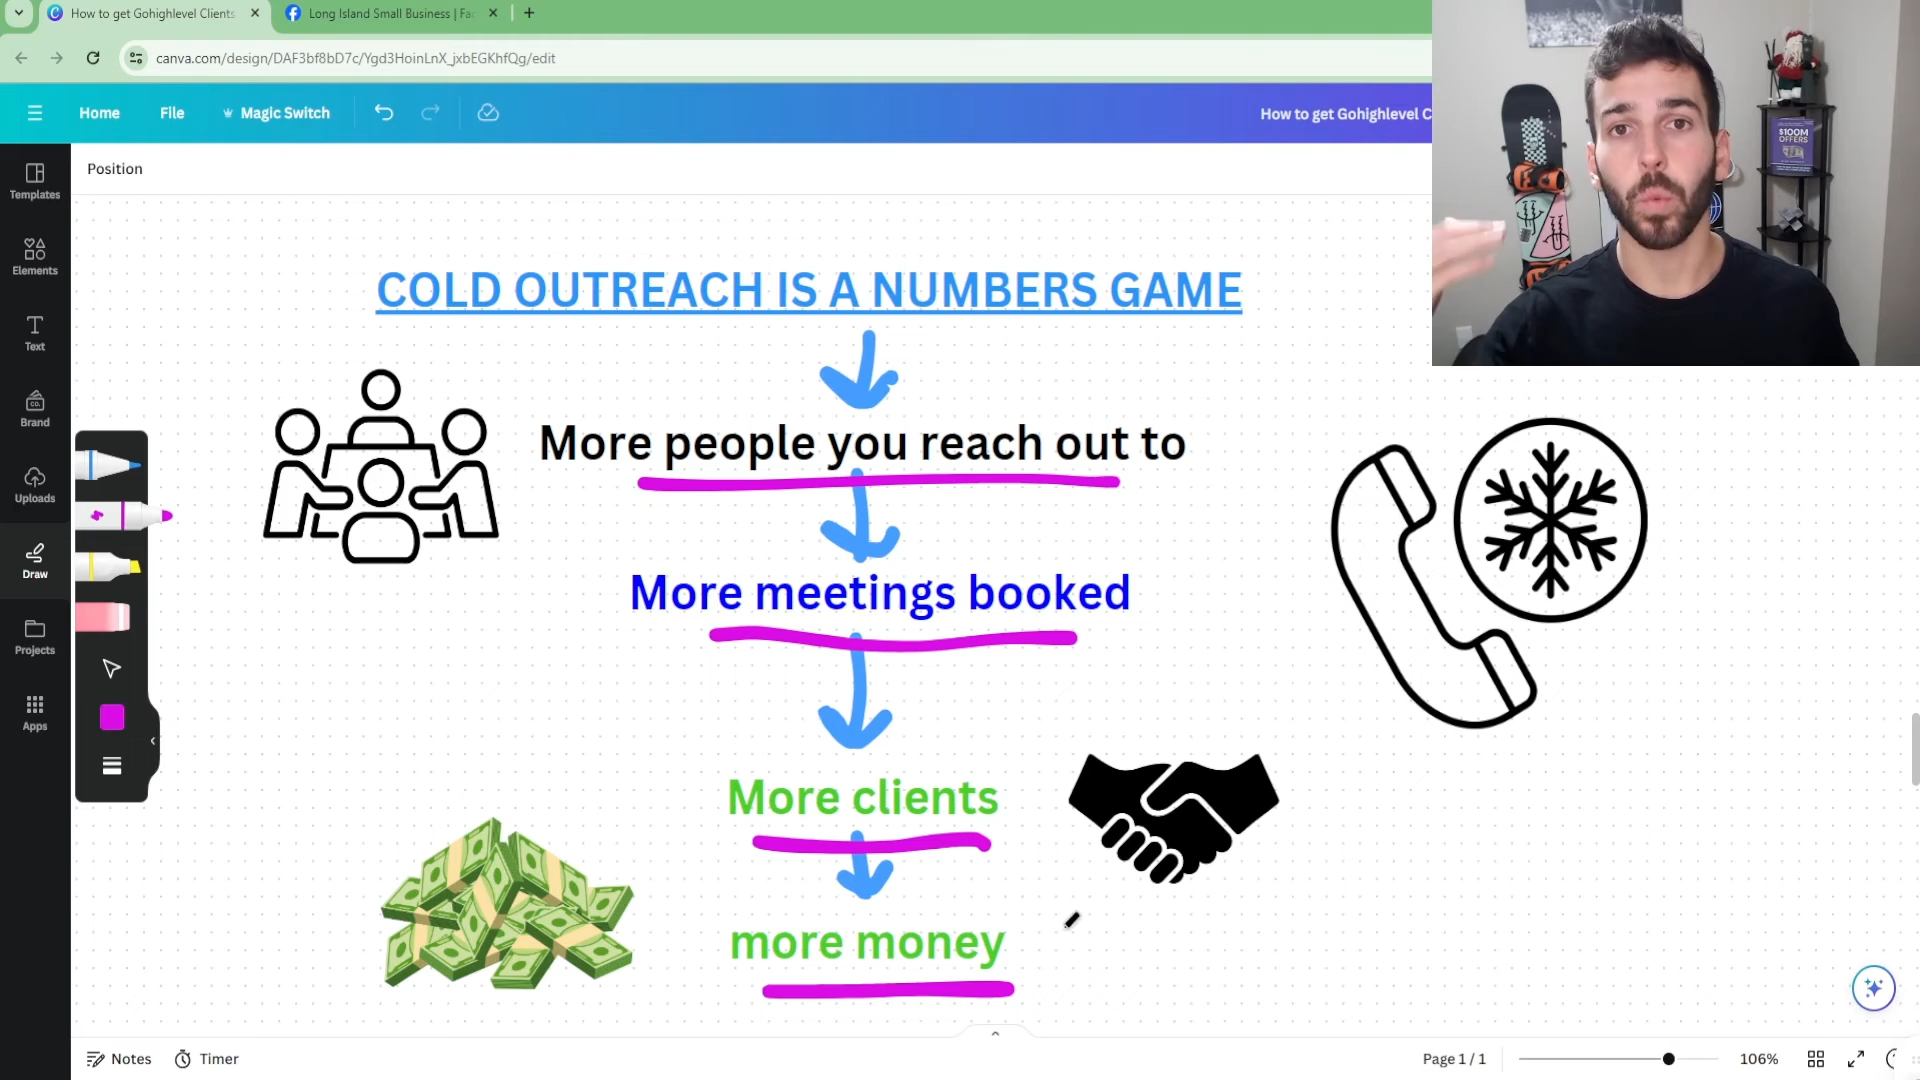 How to get Gohighlevel Clients
Long Island Small Business | Fa
canva.com/design/DAF3bf8bD7c/Ygd3HoinLnX_jxbEGKhfQg/edit
Home
File
Magic Switch
How to get Gohighlevel C
Position
Templates
Elements
Text
Brand
Uploads
Draw
Projects
Apps
CO.
$100M
OFFERS
COLD OUTREACH IS A NUMBERS GAME
More people you reach out to
More meetings booked
More clients
more money
Notes
Timer
Page 1 / 1
106%